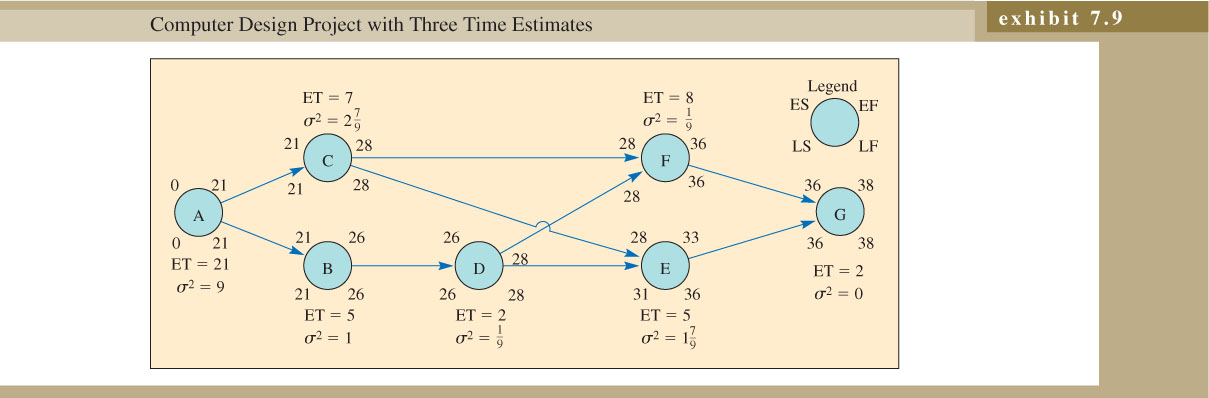 Computer Design Project with Three Time Estimates
exhibit 7.9
Legend
ES EF
LS LF
ET = 7
σ² = 2 7/9
21 28
C
21 28
ET = 8
σ² = 1/9
28 36
F
28 36
0 21
A
0 21
ET = 21
σ² = 9
36 38
G
36 38
ET = 2
σ² = 0
21 26
B
21 26
ET = 5
σ² = 1
26 28
D
26 28
ET = 2
σ² = 1/9
28 33
E
31 36
ET = 5
σ² = 1 7/9